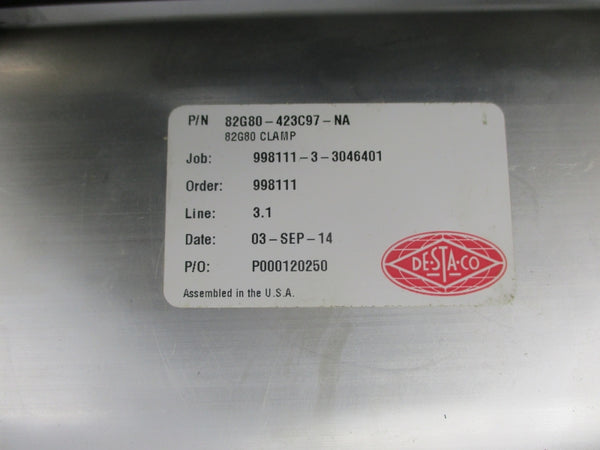 P/N 82G80-423C97-NA
82G80 CLAMP
Job: 998111-3-3046401
Order: 998111
Line: 3.1
Date: 03-SEP-14
P/O: P000120250
DE-STA-CO
Assembled in the U.S.A.